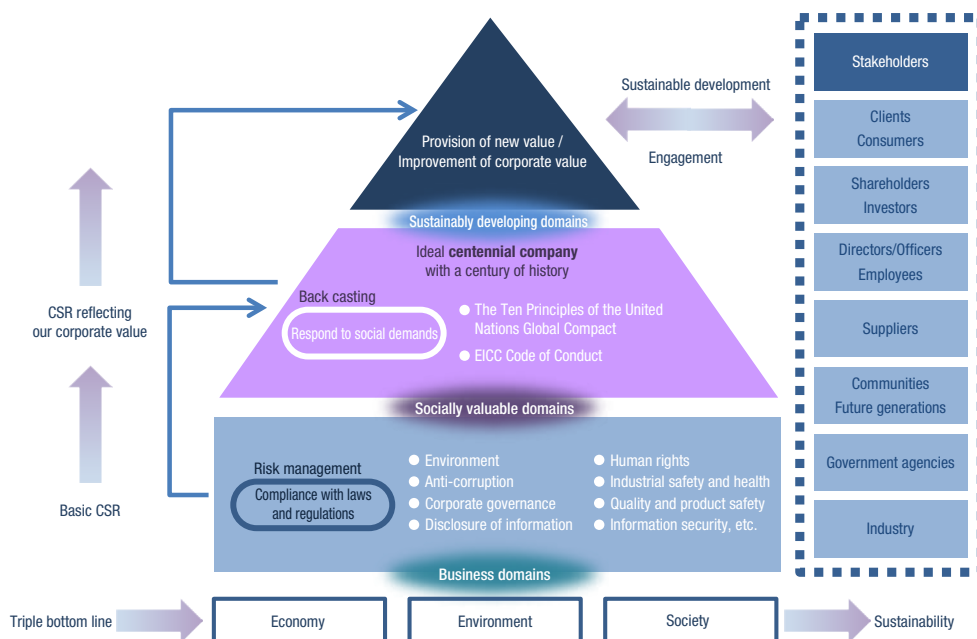 Provision of new value /
Improvement of corporate value
Sustainable development
Engagement
Sustainably developing domains
Ideal centennial company
with a century of history
Back casting
Respond to social demands
The Ten Principles of the United
Nations Global Compact
EICC Code of Conduct
CSR reflecting
our corporate value
Socially valuable domains
Risk management
Compliance with laws
and regulations
Environment
Anti-corruption
Corporate governance
Disclosure of information
Human rights
Industrial safety and health
Quality and product safety
Information security, etc.
Basic CSR
Business domains
Triple bottom line
Economy
Environment
Society
Sustainability
Stakeholders
Clients
Consumers
Shareholders
Investors
Directors/Officers
Employees
Suppliers
Communities
Future generations
Government agencies
Industry